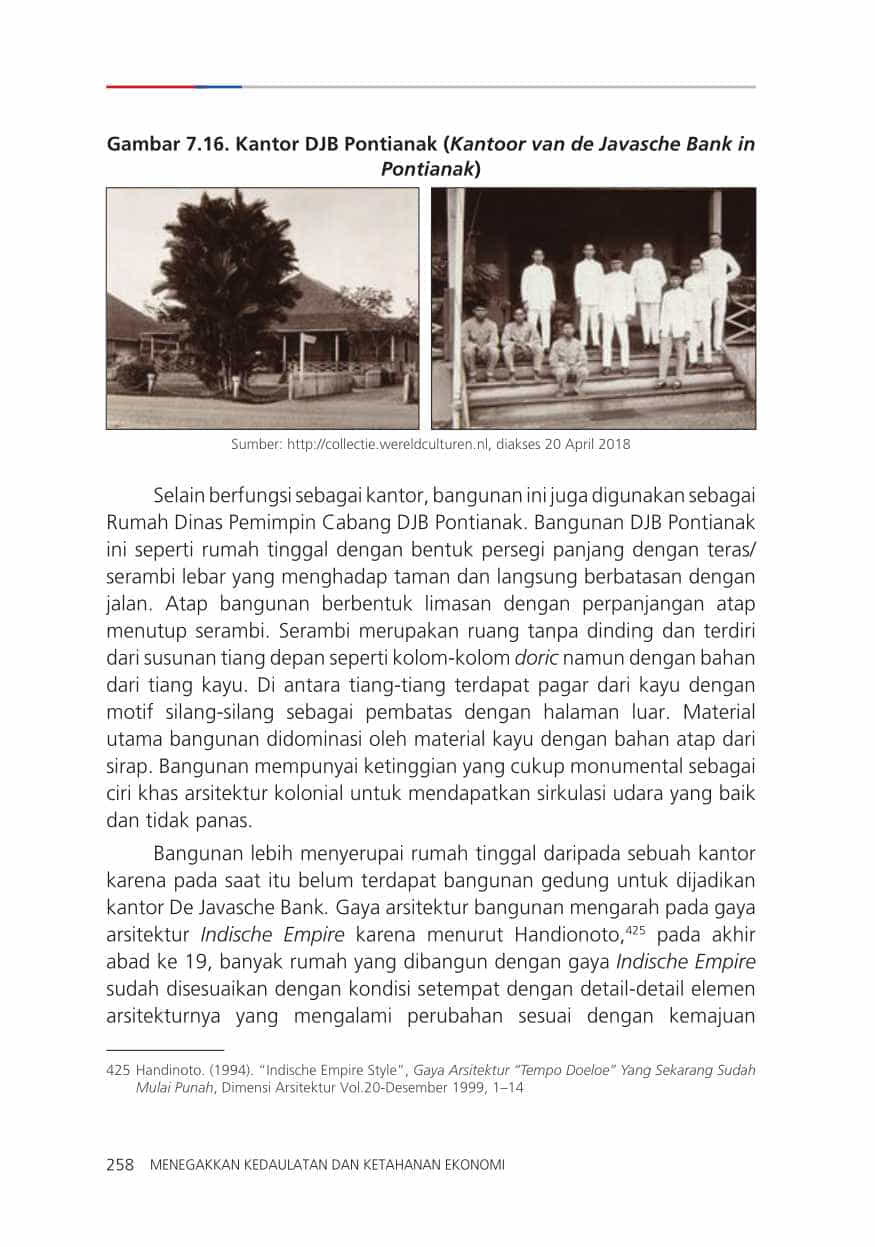 Gambar 7.16. Kantor DJB Pontianak (Kantoor van de Javasche Bank in
Pontianak)
Sumber: http://collectie.wereldculturen.nl, diakses 20 April 2018
Selain berfungsi sebagai kantor, bangunan ini juga digunakan sebagai
Rumah Dinas Pemimpin Cabang DJB Pontianak. Bangunan DJB Pontianak
ini seperti rumah tinggal dengan bentuk persegi panjang dengan teras/
serambi lebar yang menghadap taman dan langsung berbatasan dengan
jalan. Atap bangunan berbentuk limasan dengan perpanjangan atap
menutup serambi. Serambi merupakan ruang tanpa dinding dan terdiri
dari susunan tiang depan seperti kolom-kolom doric namun dengan bahan
dari tiang kayu. Di antara tiang-tiang terdapat pagar dari kayu dengan
motif silang-silang sebagai pembatas dengan halaman luar. Material
utama bangunan didominasi oleh material kayu dengan bahan atap dari
sirap. Bangunan mempunyai ketinggian yang cukup monumental sebagai
ciri khas arsitektur kolonial untuk mendapatkan sirkulasi udara yang baik
dan tidak panas.
Bangunan lebih menyerupai rumah tinggal daripada sebuah kantor
karena pada saat itu belum terdapat bangunan gedung untuk dijadikan
kantor De Javasche Bank. Gaya arsitektur bangunan mengarah pada gaya
arsitektur Indische Empire karena menurut Handionoto,425 pada akhir
abad ke 19, banyak rumah yang dibangun dengan gaya Indische Empire
sudah disesuaikan dengan kondisi setempat dengan detail-detail elemen
arsitekturnya yang mengalami perubahan sesuai dengan kemajuan
425 Handinoto. (1994). “Indische Empire Style”, Gaya Arsitektur “Tempo Doeloe” Yang Sekarang Sudah
Mulai Punah, Dimensi Arsitektur Vol.20-Desember 1999, 1–14
258 MENEGAKKAN KEDAULATAN DAN KETAHANAN EKONOMI